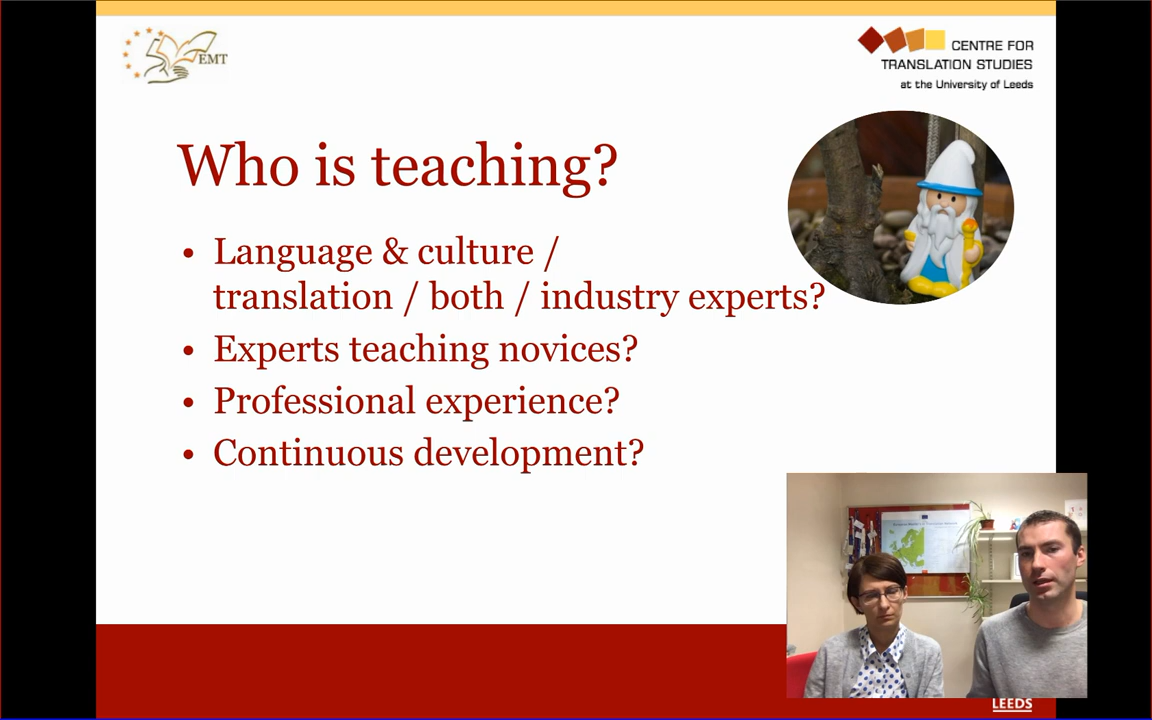 EMT
CENTRE FOR
TRANSLATION STUDIES
at the University of Leeds
Who is teaching?
• Language & culture /
translation / both / industry experts?
• Experts teaching novices?
• Professional experience?
• Continuous development?
LEEDS